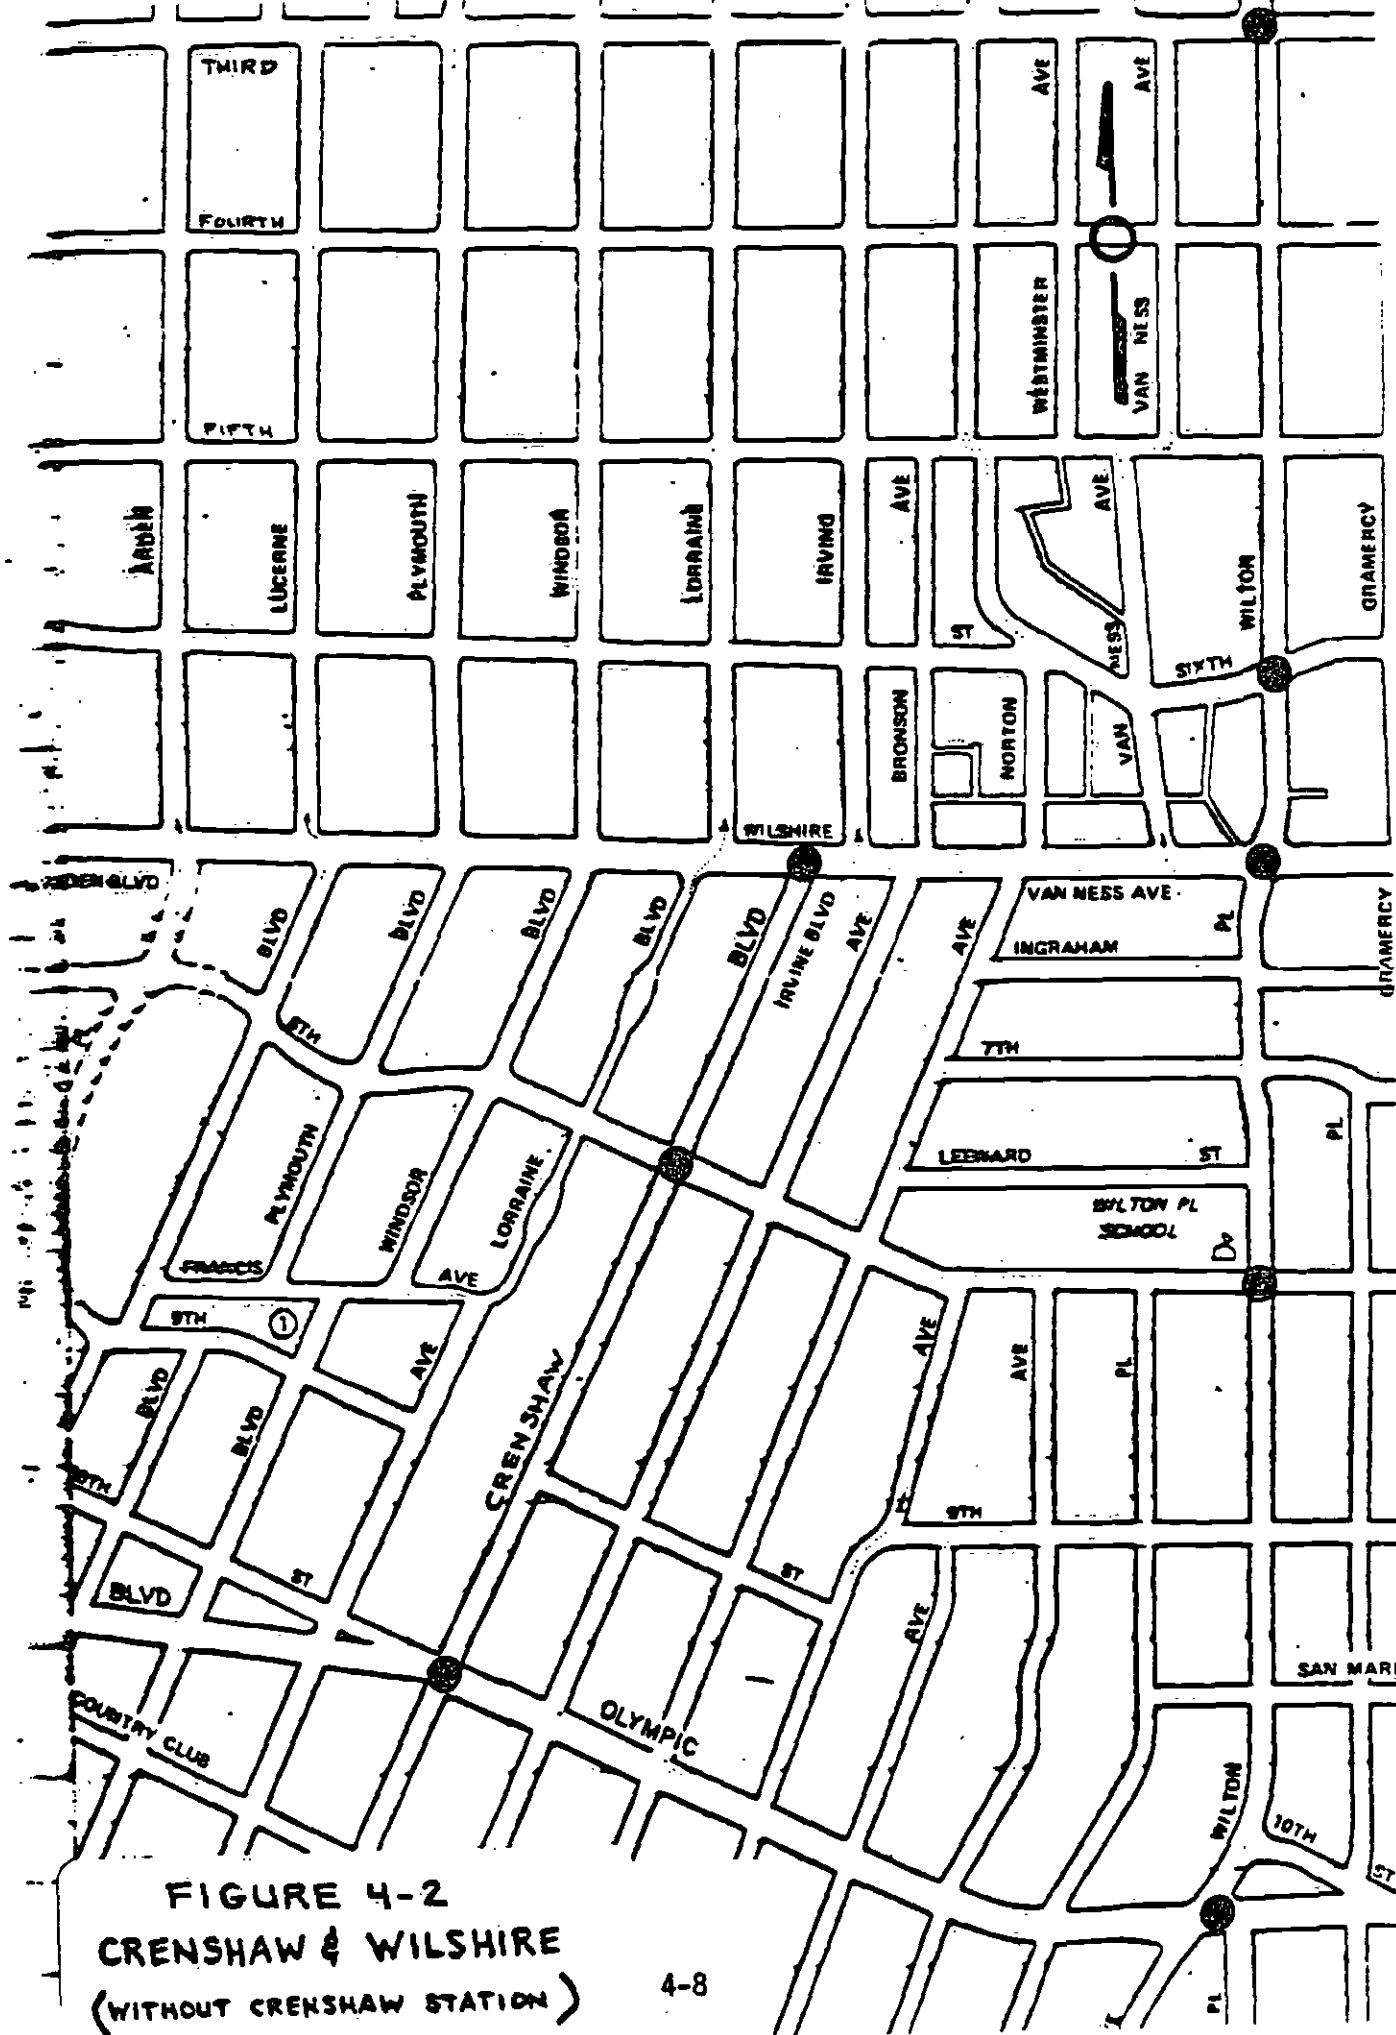 THIRD
AVE
AVE
FOURTH
WESTMINSTER
VAN NESS
FIFTH
ARDEN
LUCERNE
PLYMOUTH
WINDSOR
LORRAINE
IRVING
AVE
AVE
WILTON
GRAMERCY
ST
NESS
SIXTH
BRONSON
NORTON
VAN
WILSHIRE
BLVD
BLVD
BLVD
BLVD
BLVD
BLVD
IRVINE BLVD
AVE
AVE
VAN NESS AVE.
PL
INGRAHAM
GRAMERCY
8TH
7TH
PLYMOUTH
WINDSOR
LORRAINE
LEEWARD ST
PL
WILTON PL
SCHOOL
FRANCIS
AVE
9TH
1
BLVD
BLVD
AVE
CRENSHAW
AVE
AVE
PL
9TH
ST
ST
BLVD
AVE
SAN MARI
COUNTRY CLUB
OLYMPIC
WILTON
10TH
ST
PL
FIGURE 4-2
CRENSHAW & WILSHIRE
(WITHOUT CRENSHAW STATION)
4-8